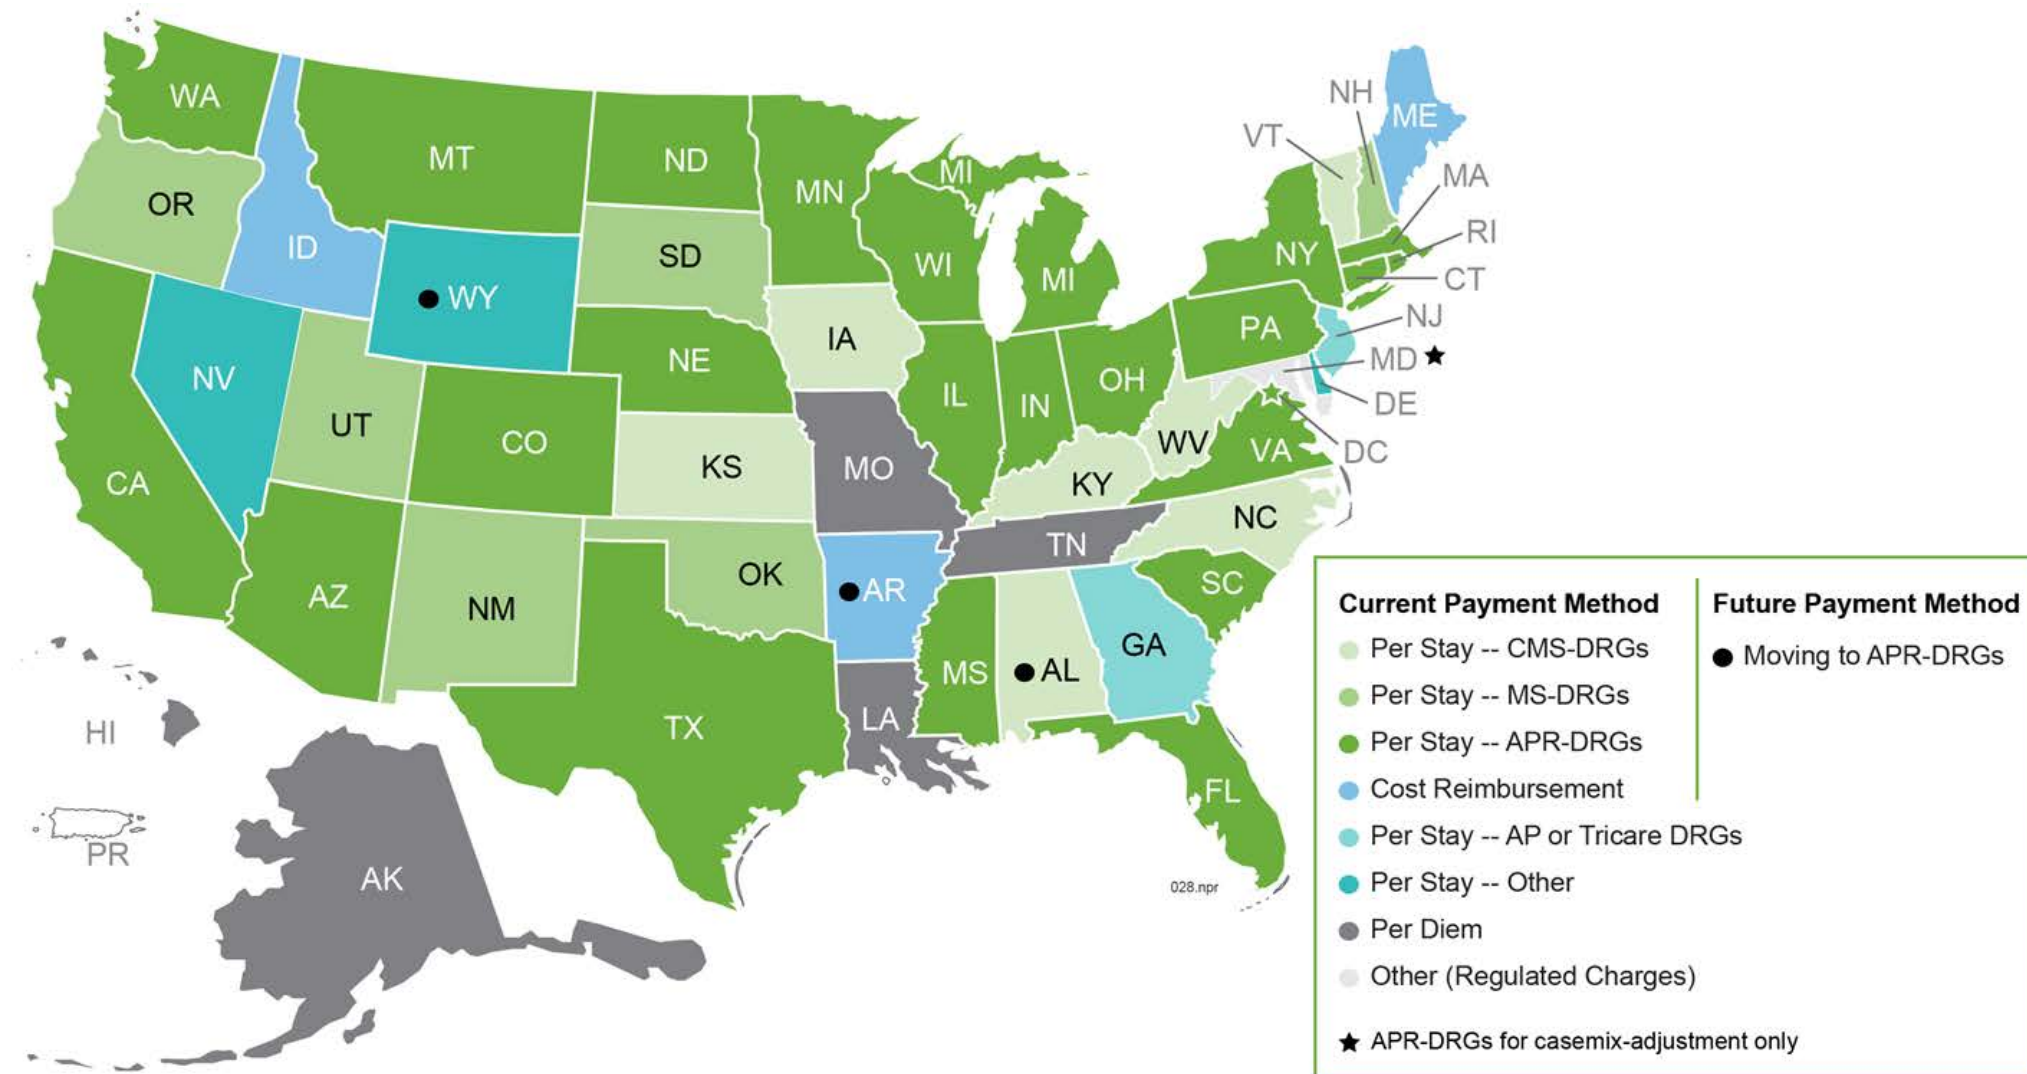 WA
MT
ND
MN
MI
NH
ME
VT
MA
OR
ID
SD
WI
MI
NY
RI
CT
WY
NV
NE
IA
PA
NJ
MD ★
DE
IL
IN
OH
UT
CO
KS
MO
KY
WV
VA
DC
CA
AZ
NM
OK
AR
TN
NC
SC
TX
LA
MS
AL
GA
FL
HI
PR
AK
028.npr
Current Payment Method
Per Stay -- CMS-DRGs
Per Stay -- MS-DRGs
Per Stay -- APR-DRGs
Cost Reimbursement
Per Stay -- AP or Tricare DRGs
Per Stay -- Other
Per Diem
Other (Regulated Charges)
★ APR-DRGs for casemix-adjustment only
Future Payment Method
Moving to APR-DRGs